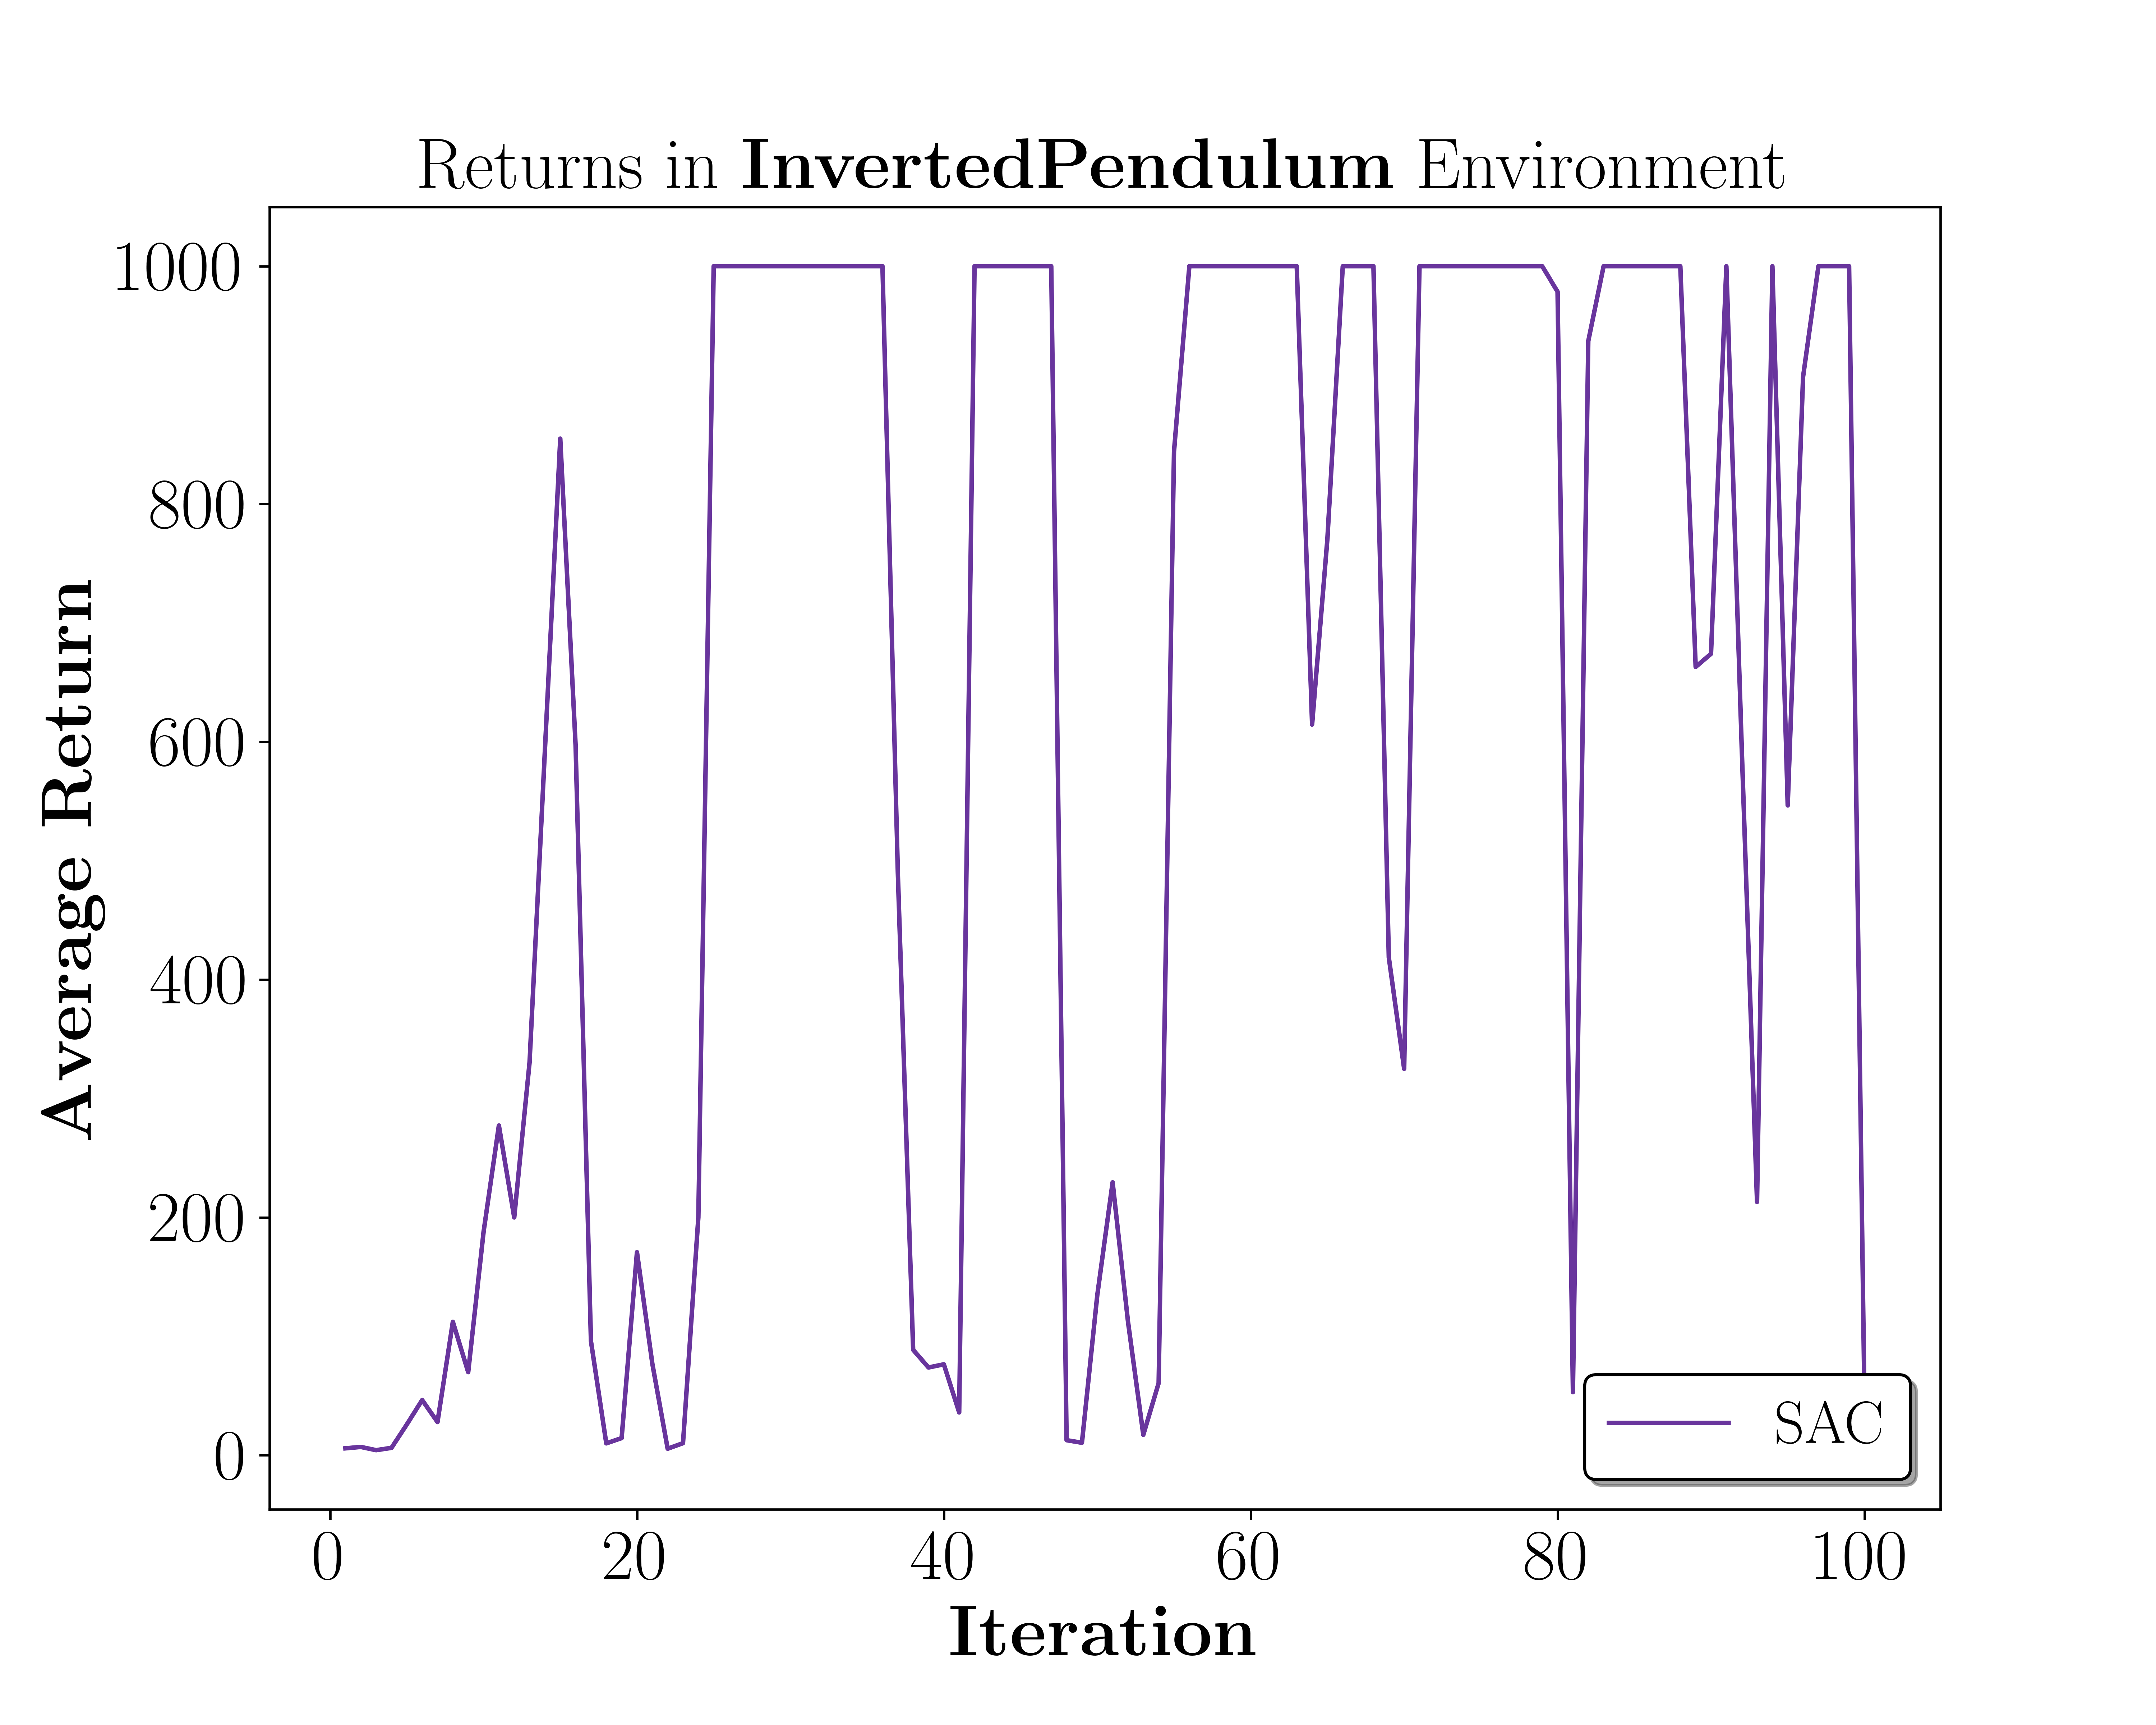 Returns in InvertedPendulum Environment
1000
800
600
400
200
0
Average Return
0 20 40 60 80 100
Iteration
SAC